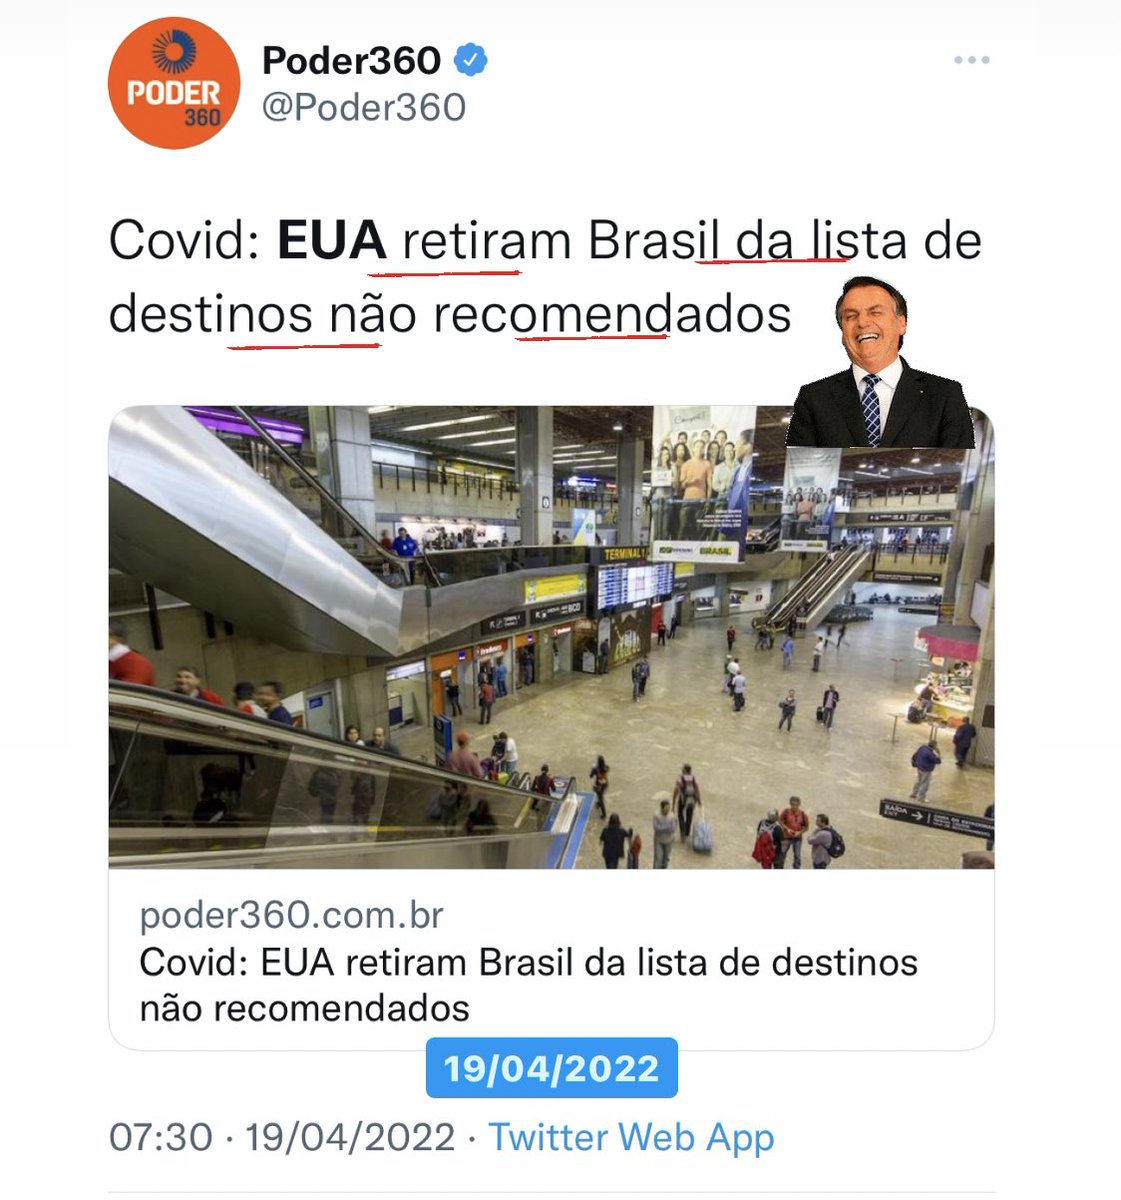 PODER
360
Poder360
@Poder360
Covid: EUA retiram Brasil da lista de
destinos não recomendados
TERMINAL 1
BRASIL
SAÍDA
EXIT
poder360.com.br
Covid: EUA retiram Brasil da lista de destinos
não recomendados
19/04/2022
07:30 · 19/04/2022 · Twitter Web App